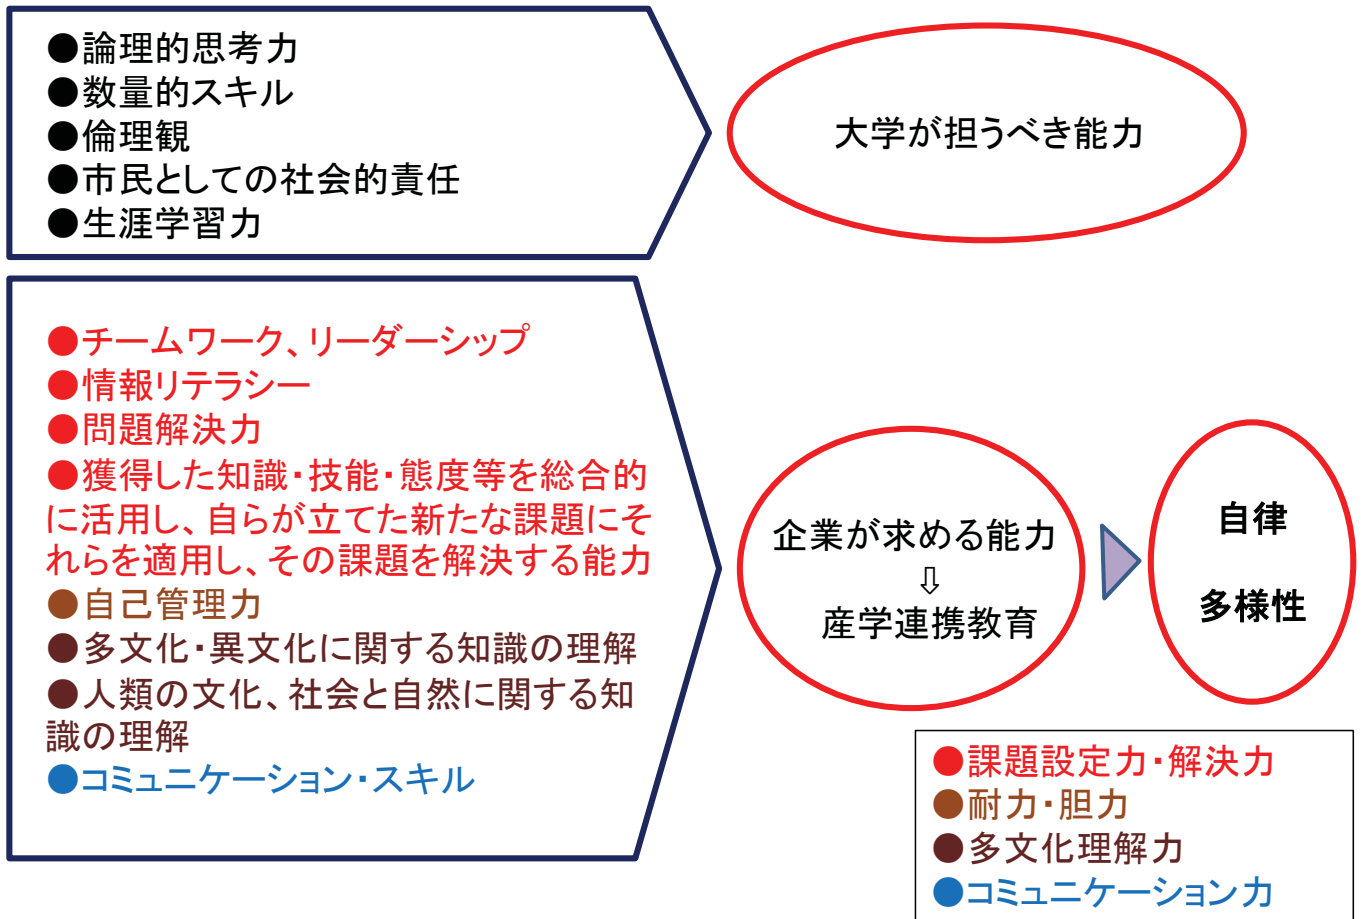 ●論理的思考力
●数量的スキル
●倫理観
●市民としての社会的責任
●生涯学習力
大学が担うべき能力
●チームワーク、リーダーシップ
●情報リテラシー
●問題解決力
●獲得した知識・技能・態度等を総合的
に活用し、自らが立てた新たな課題にそ
れらを適用し、その課題を解決する能力
●自己管理力
●多文化・異文化に関する知識の理解
●人類の文化、社会と自然に関する知
識の理解
●コミュニケーション・スキル
企業が求める能力
⇩
産学連携教育
自律
多様性
●課題設定力・解決力
●耐力・胆力
●多文化理解力
●コミュニケーション力